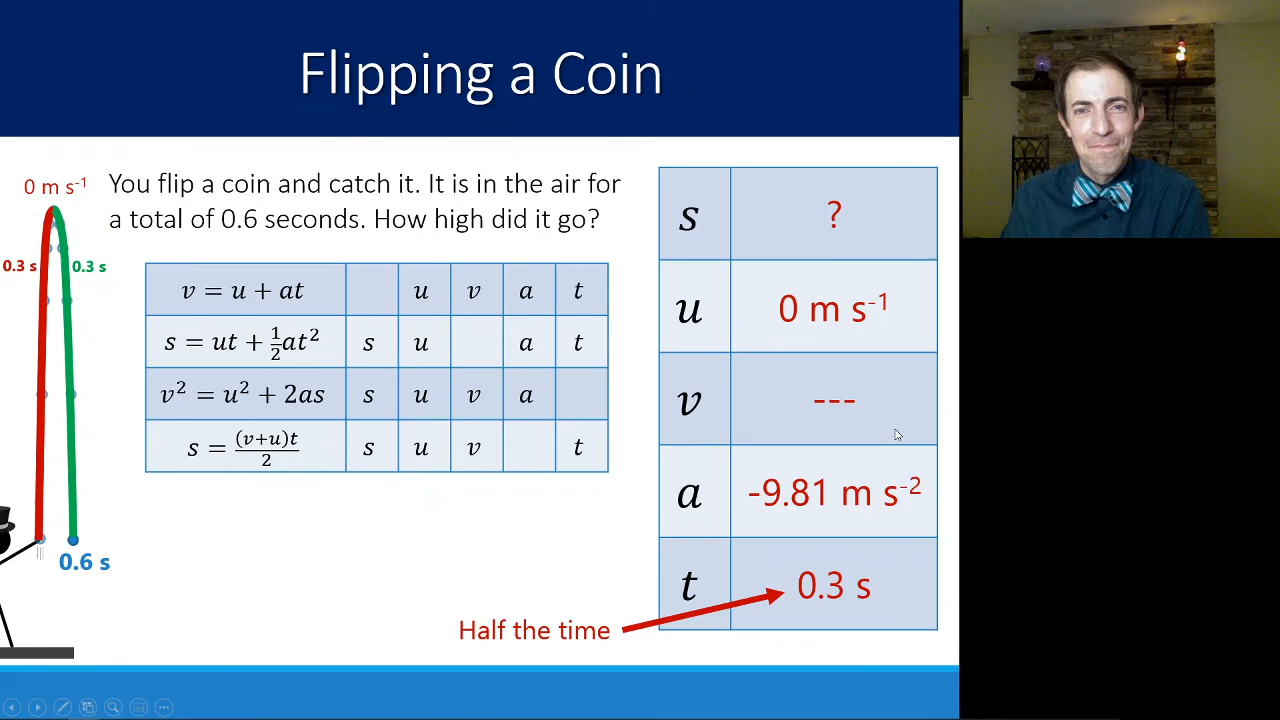 Flipping a Coin
0 m s⁻¹
You flip a coin and catch it. It is in the air for
a total of 0.6 seconds. How high did it go?
0.3 s
0.3 s
v = u + at u v a t
s = ut + ½at² s u a t
v² = u² + 2as s u v a
s = (v+u)t/2 s u v t
0.6 s
s ?
u 0 m s⁻¹
v ---
a -9.81 m s⁻²
t 0.3 s
Half the time